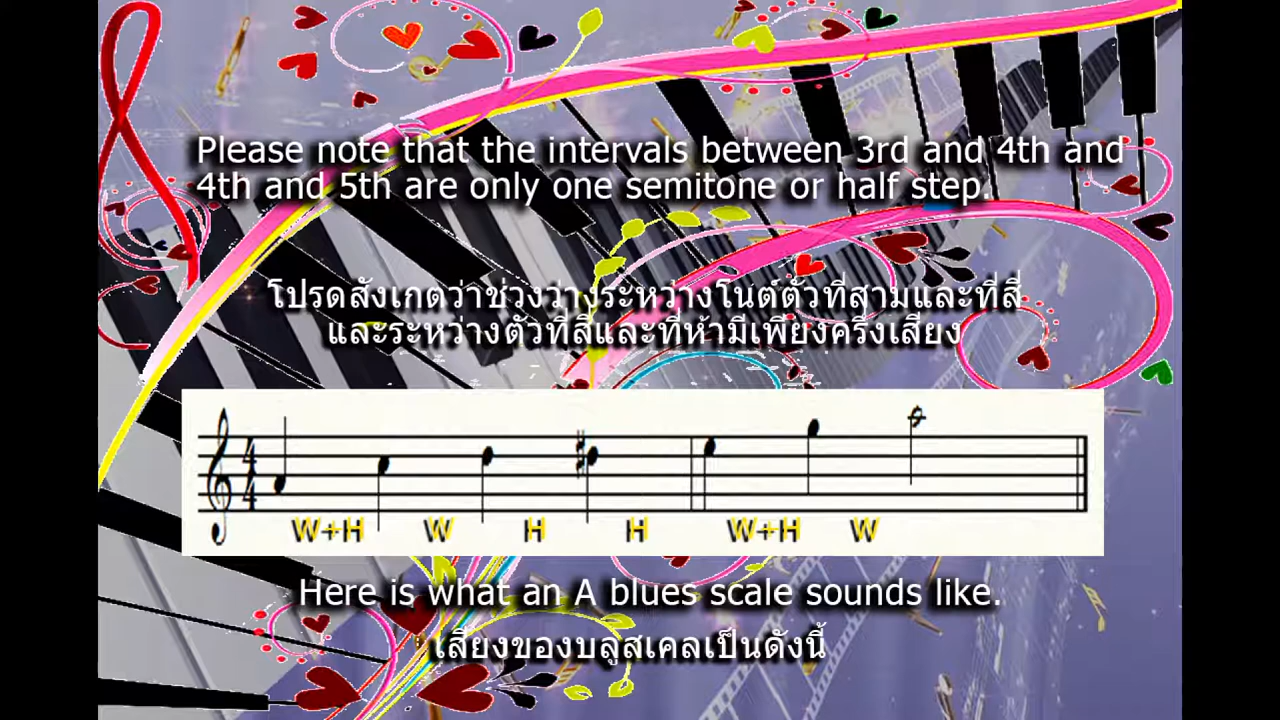 Please note that the intervals between 3rd and 4th and
4th and 5th are only one semitone or half step.
โปรดสังเกตว่าช่วงว่างระหว่างโน๊ต์ตัวที่สามและที่สี่
และระหว่างตัวที่สี่และที่ห้ามีเพียงครึ่งเสียง
4
4
W+H W H H W+H W
Here is what an A blues scale sounds like.
เสียงของบลูสเคลเป็นดังนี้